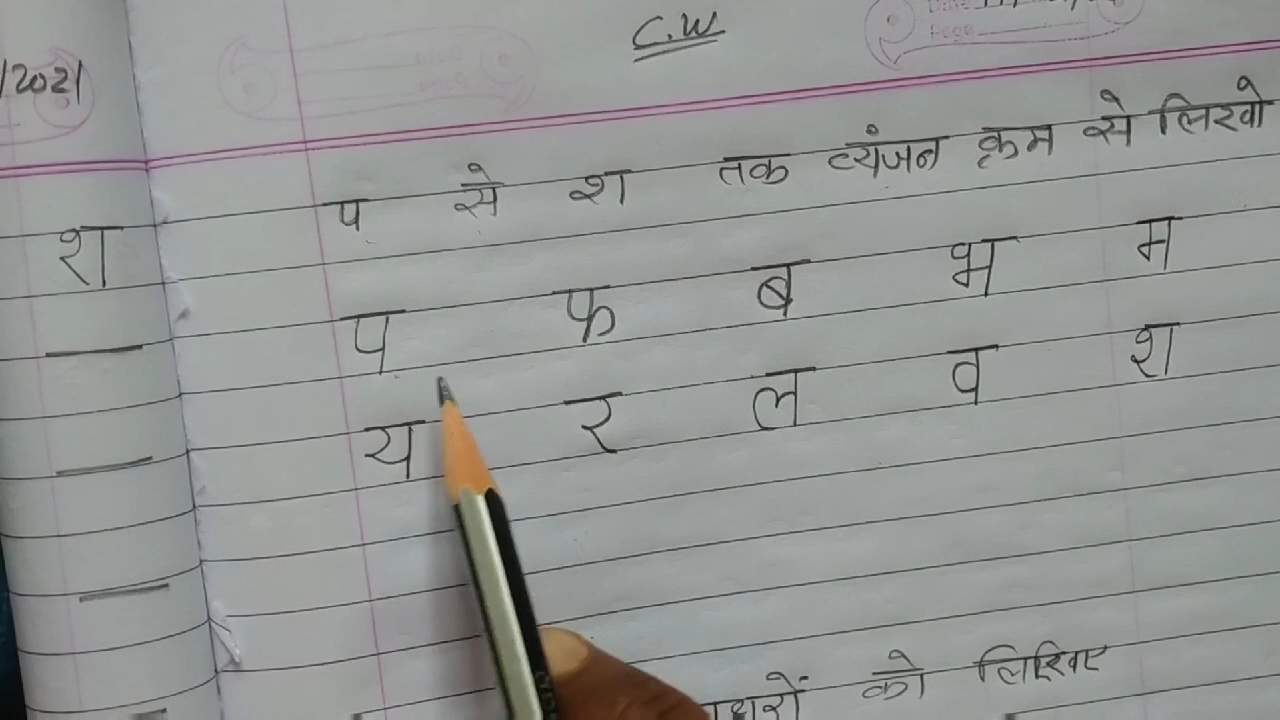 C.W
/2021
प से श तक व्यंजन क्रम से लिखो
श
प फ ब भ म
य र ल व श
को लिखिए